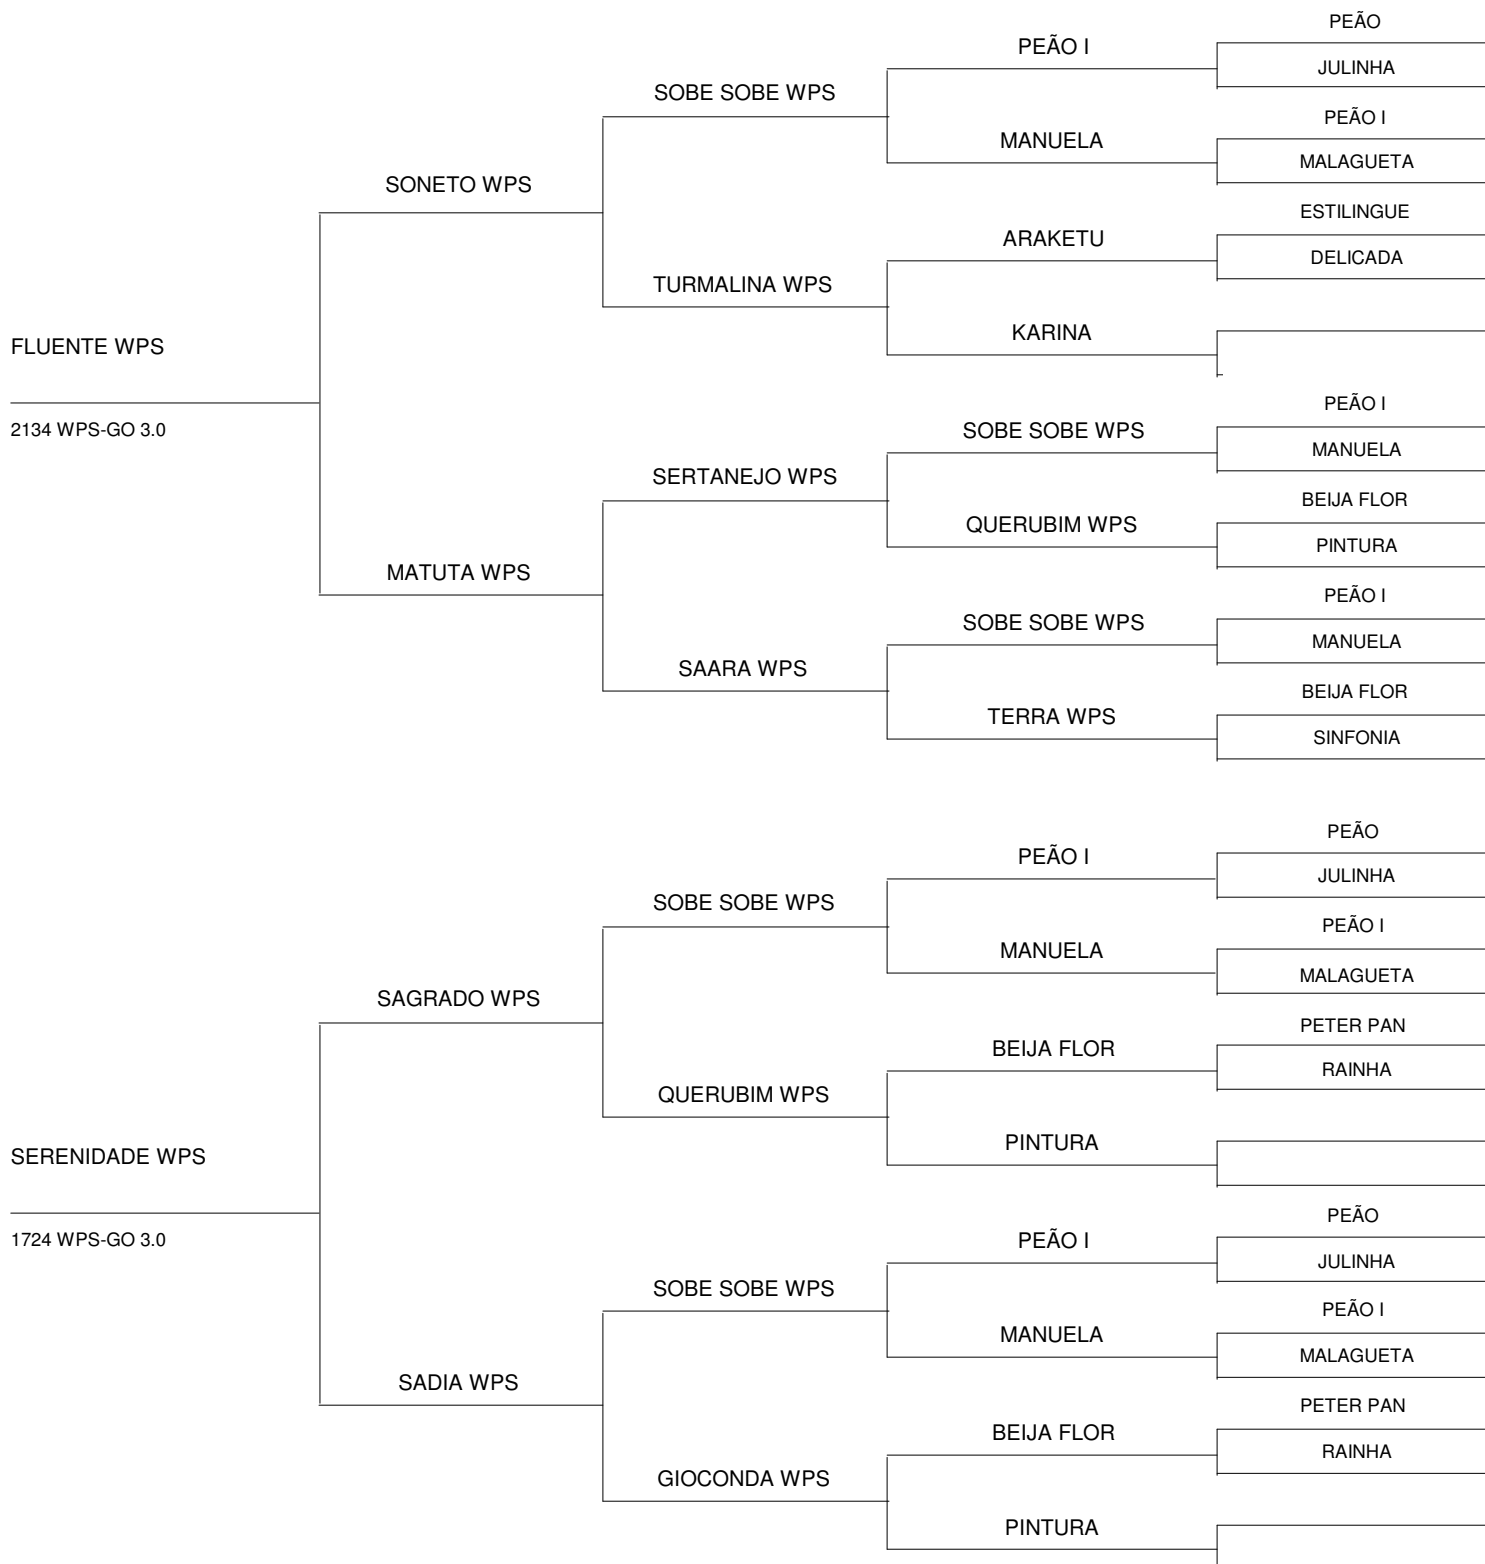 PEÃO
PEÃO I
JULINHA
SOBE SOBE WPS
PEÃO I
MANUELA
MALAGUETA
SONETO WPS
ESTILINGUE
ARAKETU
DELICADA
TURMALINA WPS
KARINA
FLUENTE WPS
2134 WPS-GO 3.0
PEÃO I
SOBE SOBE WPS
MANUELA
SERTANEJO WPS
BEIJA FLOR
QUERUBIM WPS
PINTURA
MATUTA WPS
PEÃO I
SOBE SOBE WPS
MANUELA
SAARA WPS
BEIJA FLOR
TERRA WPS
SINFONIA
PEÃO
PEÃO I
JULINHA
SOBE SOBE WPS
PEÃO I
MANUELA
MALAGUETA
SAGRADO WPS
PETER PAN
BEIJA FLOR
RAINHA
QUERUBIM WPS
PINTURA
SERENIDADE WPS
1724 WPS-GO 3.0
PEÃO
PEÃO I
JULINHA
SOBE SOBE WPS
PEÃO I
MANUELA
MALAGUETA
SADIA WPS
PETER PAN
BEIJA FLOR
RAINHA
GIOCONDA WPS
PINTURA